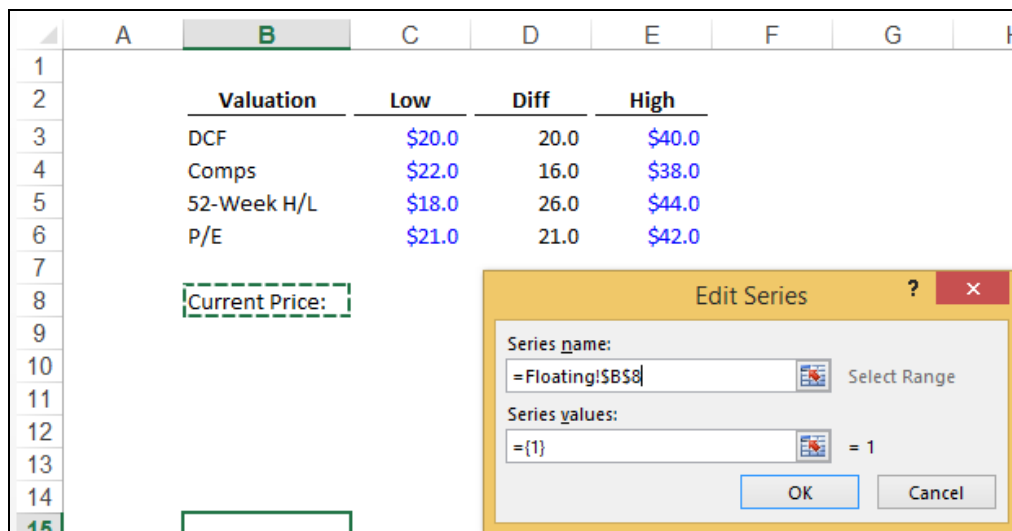 A B C D E F G H
1
2 Valuation Low Diff High
3 DCF $20.0 20.0 $40.0
4 Comps $22.0 16.0 $38.0
5 52-Week H/L $18.0 26.0 $44.0
6 P/E $21.0 21.0 $42.0
7
8 Current Price:
Edit Series ? ×
9
Series name:
10 =Floating!$B$8 Select Range
11
Series values:
12
={1} = 1
13
14 OK Cancel
15